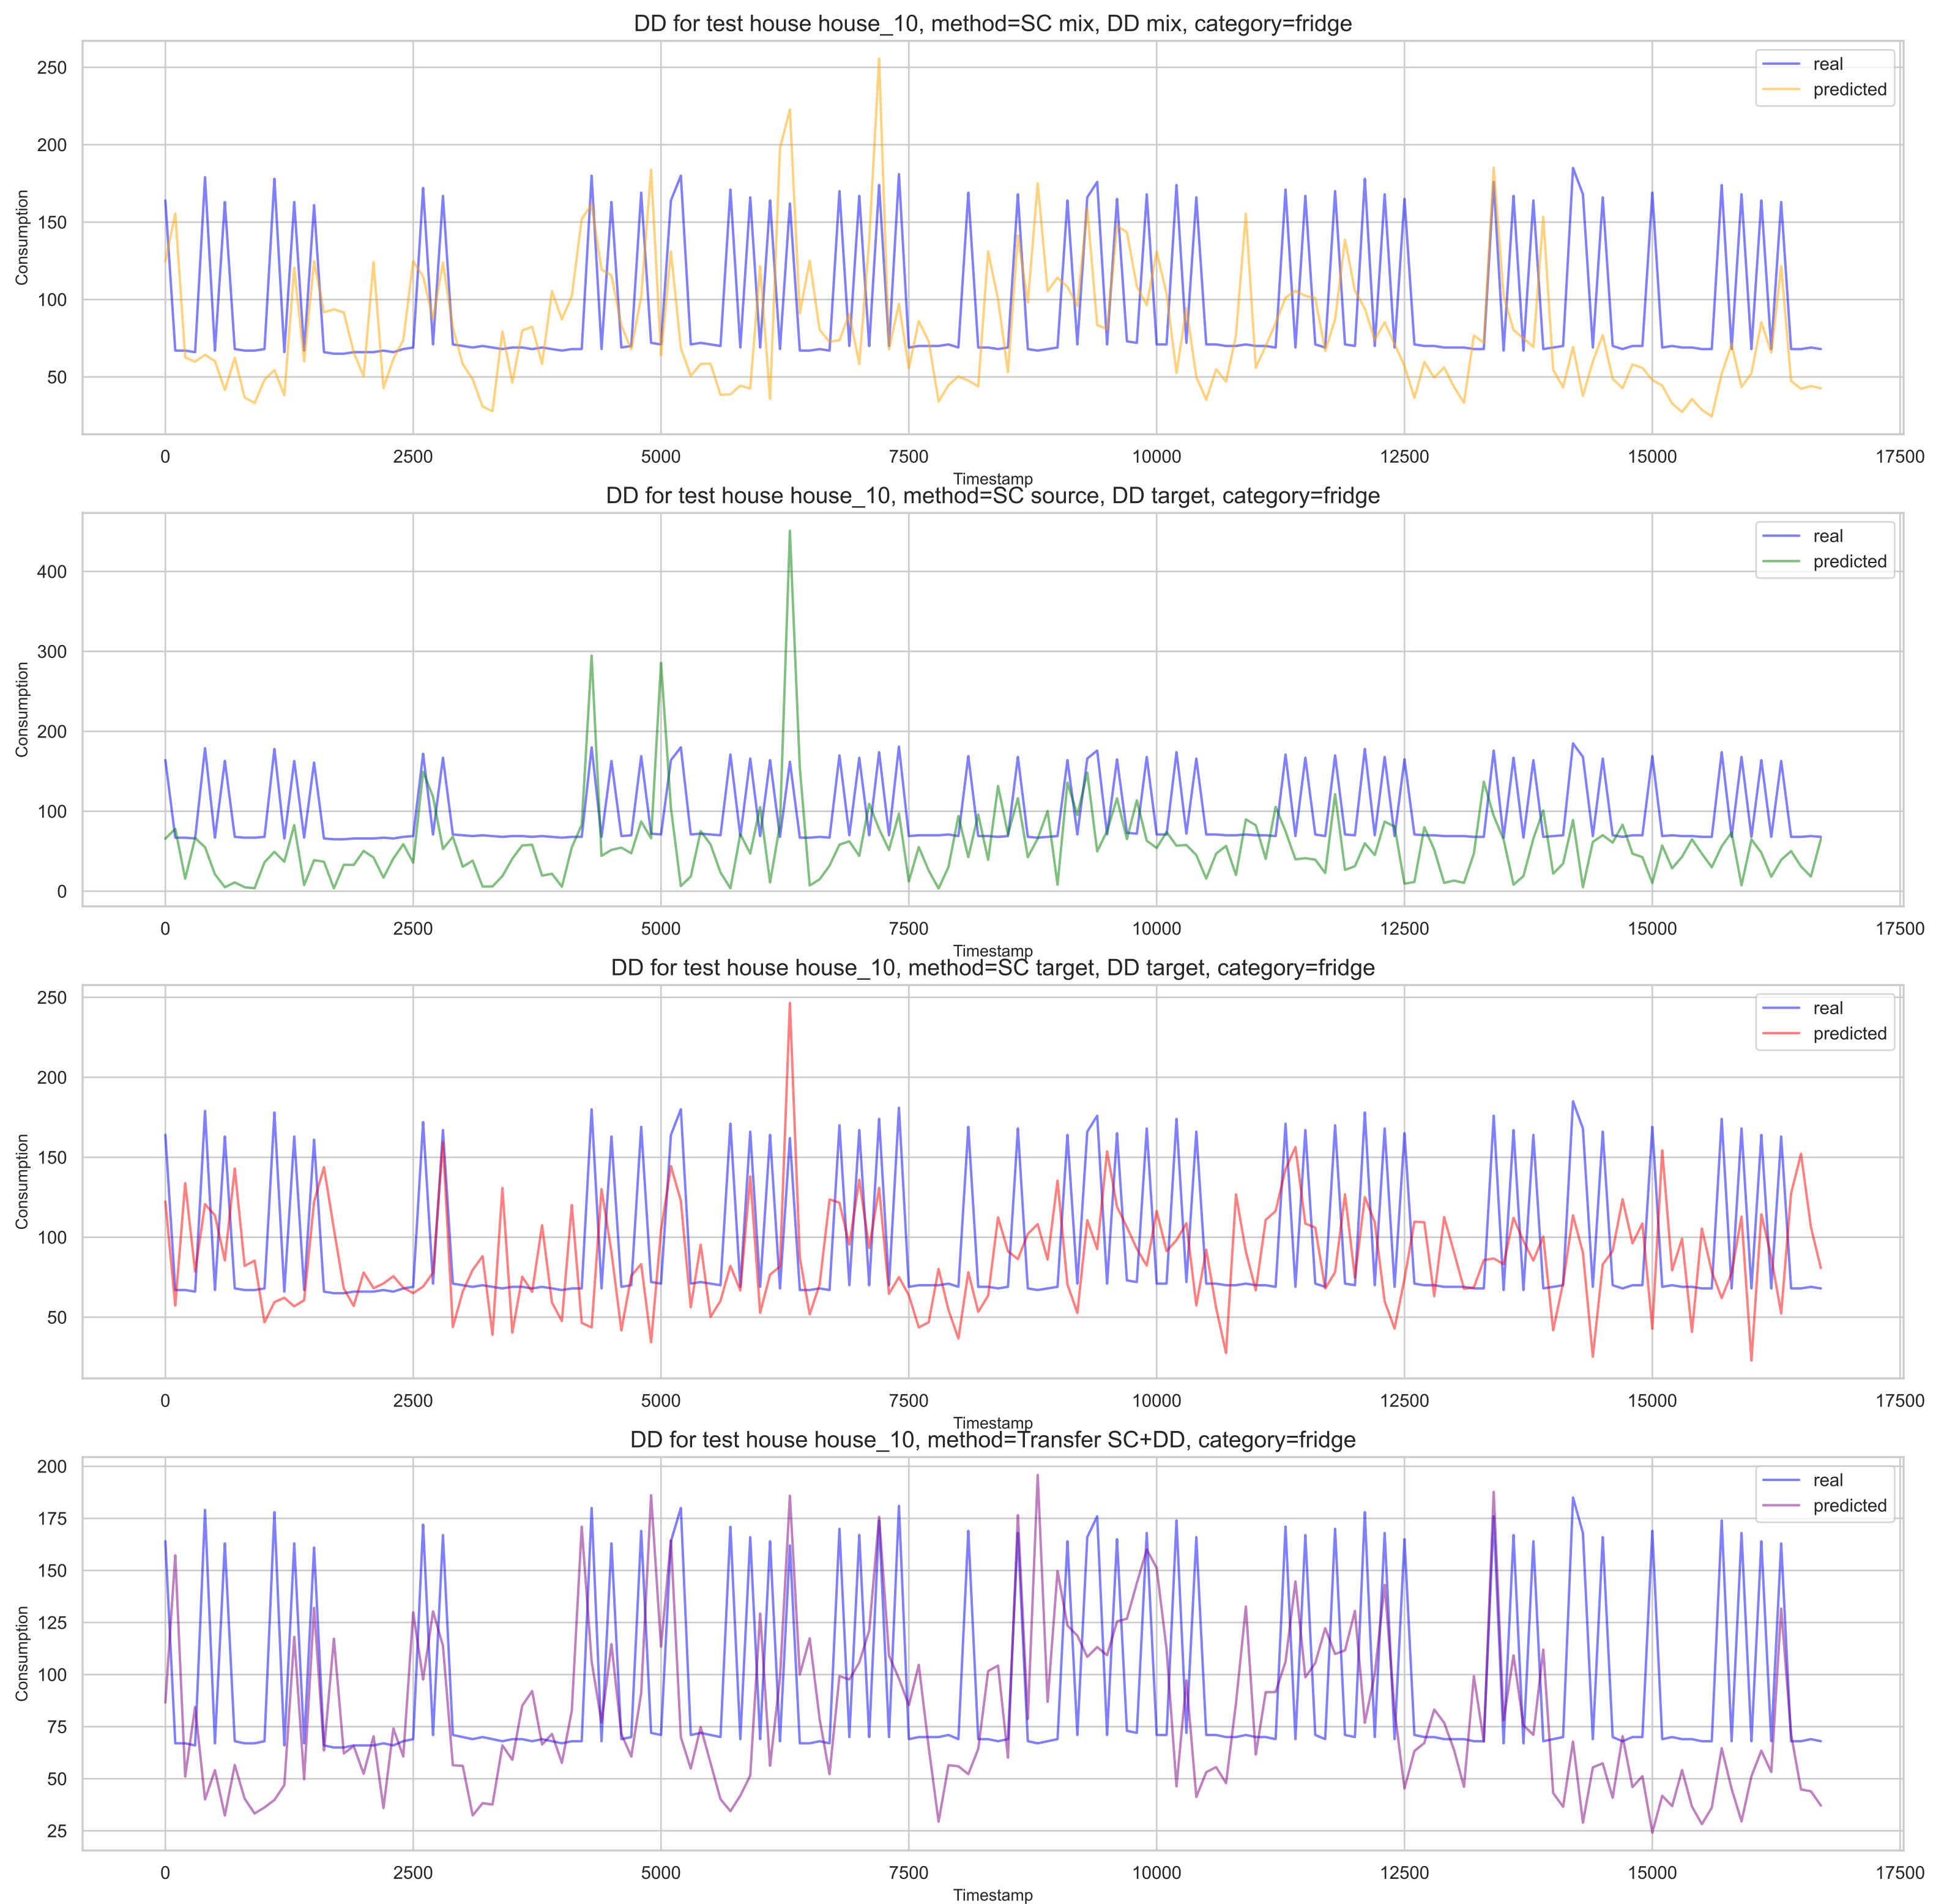 DD for test house house_10, method=SC mix, DD mix, category=fridge
250
200
150
100
50
Consumption
real
predicted
0 2500 5000 7500 10000 12500 15000 17500
Timestamp
DD for test house house_10, method=SC source, DD target, category=fridge
400
300
200
100
0
Consumption
real
predicted
0 2500 5000 7500 10000 12500 15000 17500
Timestamp
DD for test house house_10, method=SC target, DD target, category=fridge
250
200
150
100
50
Consumption
real
predicted
0 2500 5000 7500 10000 12500 15000 17500
Timestamp
DD for test house house_10, method=Transfer SC+DD, category=fridge
200
175
150
125
100
75
50
25
Consumption
real
predicted
0 2500 5000 7500 10000 12500 15000 17500
Timestamp